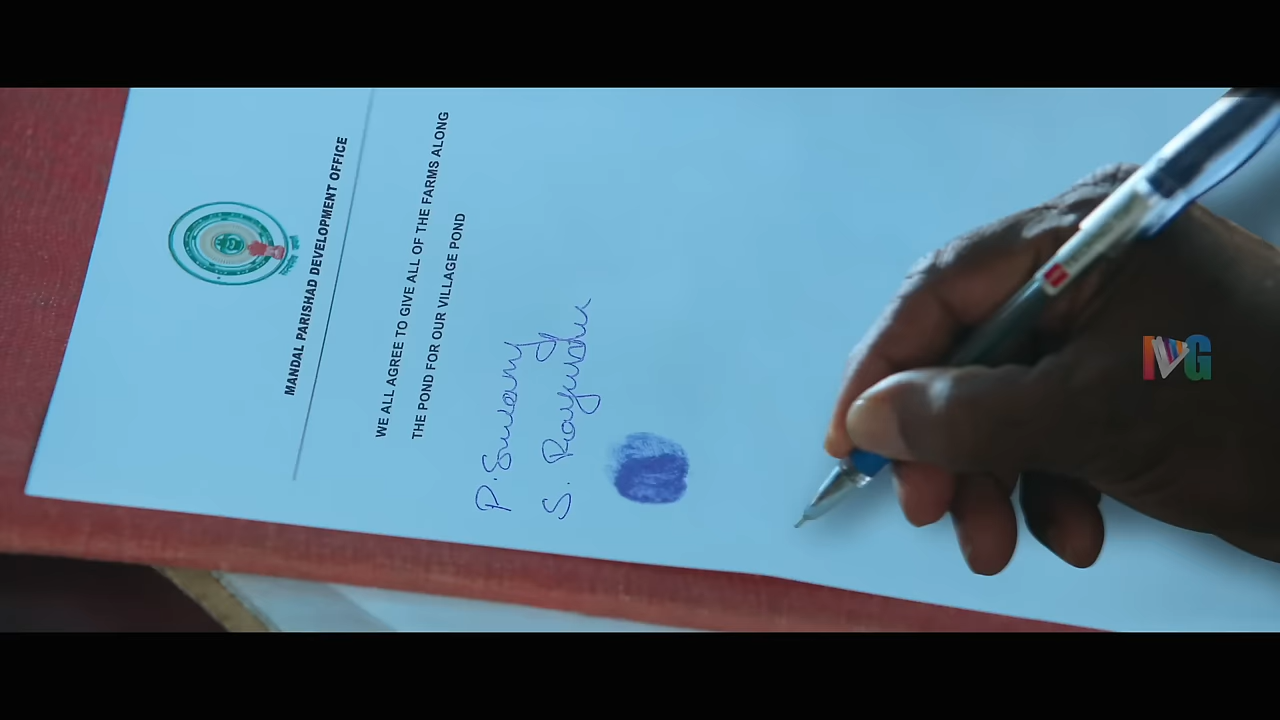 MANDAL PARISHAD DEVELOPMENT OFFICE
WE ALL AGREE TO GIVE ALL OF THE FARMS ALONG
THE POND FOR OUR VILLAGE POND
P. Swamy
S. Rayudu
MVG